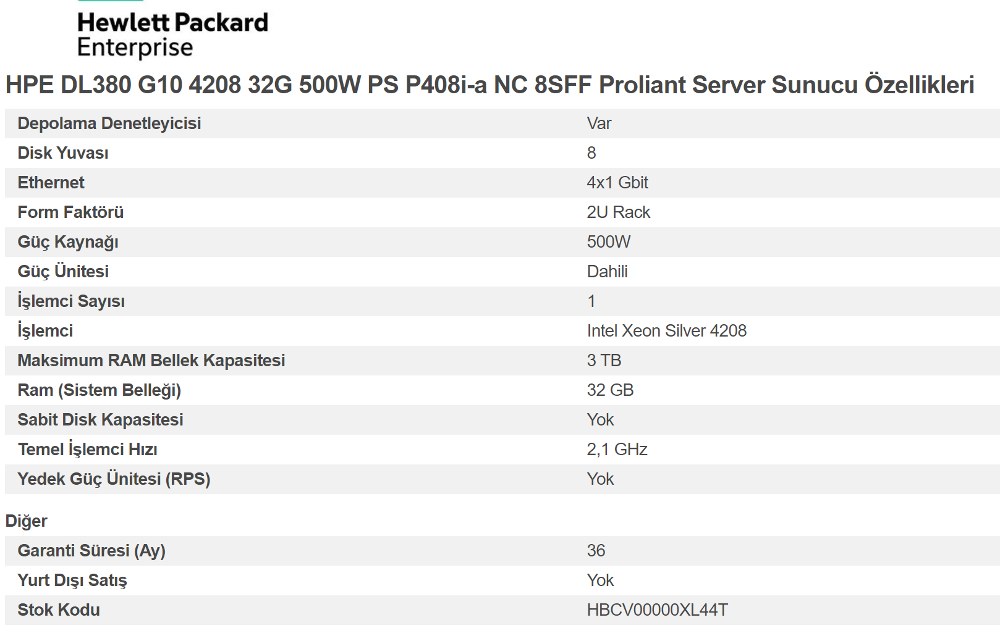 Hewlett Packard
Enterprise
HPE DL380 G10 4208 32G 500W PS P408i-a NC 8SFF Proliant Server Sunucu Özellikleri
Depolama Denetleyicisi Var
Disk Yuvası 8
Ethernet 4x1 Gbit
Form Faktörü 2U Rack
Güç Kaynağı 500W
Güç Ünitesi Dahili
İşlemci Sayısı 1
İşlemci Intel Xeon Silver 4208
Maksimum RAM Bellek Kapasitesi 3 TB
Ram (Sistem Belleği) 32 GB
Sabit Disk Kapasitesi Yok
Temel İşlemci Hızı 2,1 GHz
Yedek Güç Ünitesi (RPS) Yok
Diğer
Garanti Süresi (Ay) 36
Yurt Dışı Satış Yok
Stok Kodu HBCV00000XL44T